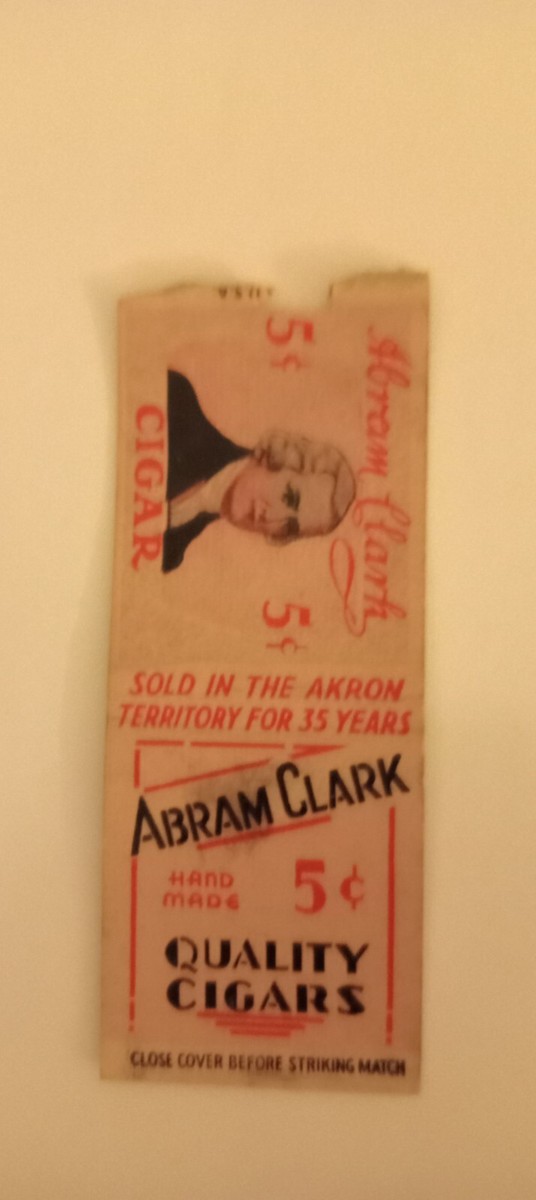 Abram Clark
5¢
5¢
CIGAR
SOLD IN THE AKRON
TERRITORY FOR 35 YEARS
ABRAM CLARK
HAND
MADE
5¢
QUALITY
CIGARS
CLOSE COVER BEFORE STRIKING MATCH